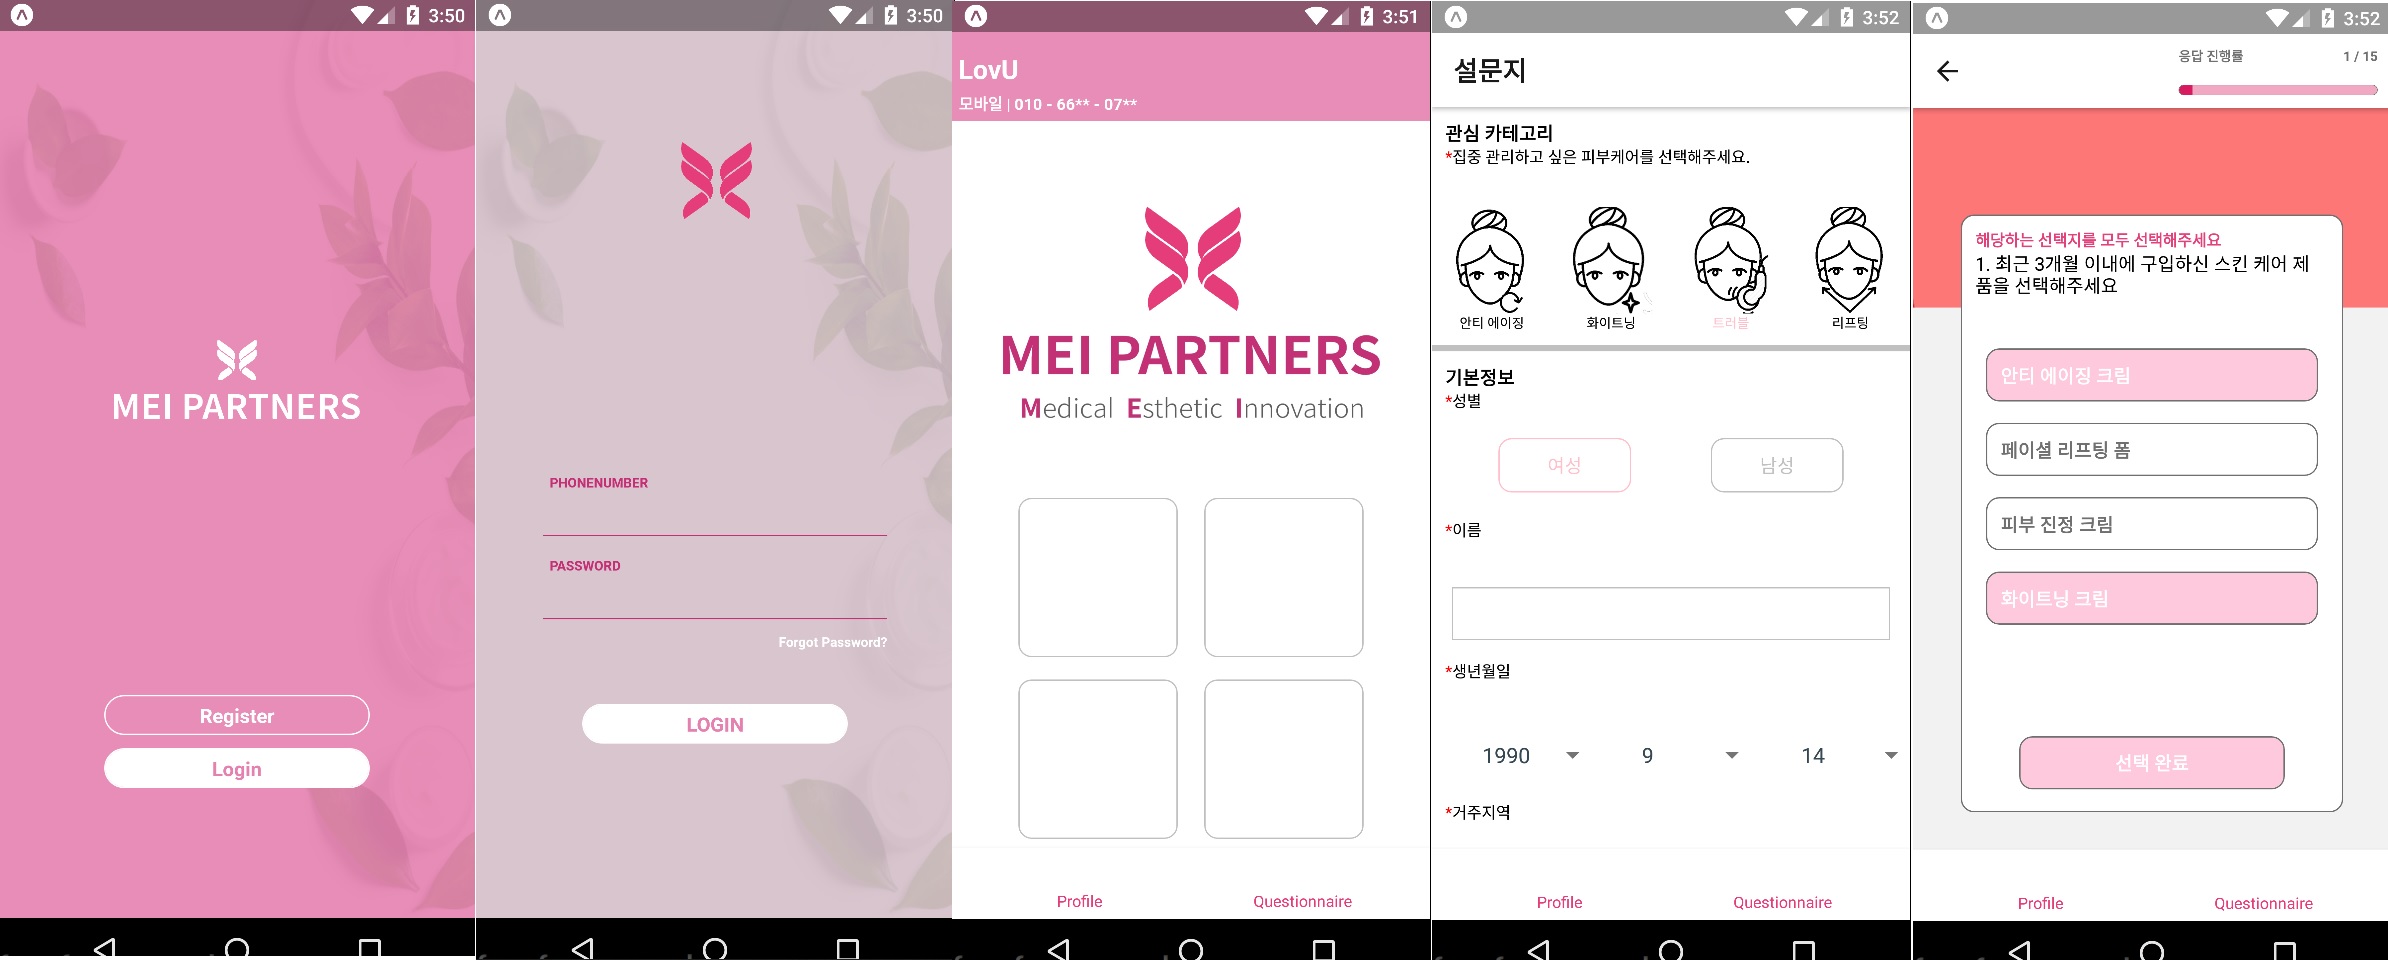 3:50
MEI PARTNERS
Register
Login
3:50
PHONENUMBER
PASSWORD
Forgot Password?
LOGIN
3:51
LovU
모바일 | 010 - 66** - 07**
MEI PARTNERS
Medical Esthetic Innovation
Profile Questionnaire
3:52
설문지
관심 카테고리
*집중 관리하고 싶은 피부케어를 선택해주세요.
안티 에이징 화이트닝 트러블 리프팅
기본정보
*성별
여성 남성
*이름
*생년월일
1990 9 14
*거주지역
Profile Questionnaire
3:52
응답 진행률 1 / 15
해당하는 선택지를 모두 선택해주세요
1. 최근 3개월 이내에 구입하신 스킨 케어 제
품을 선택해주세요
안티 에이징 크림
페이셜 리프팅 폼
피부 진정 크림
화이트닝 크림
선택 완료
Profile Questionnaire